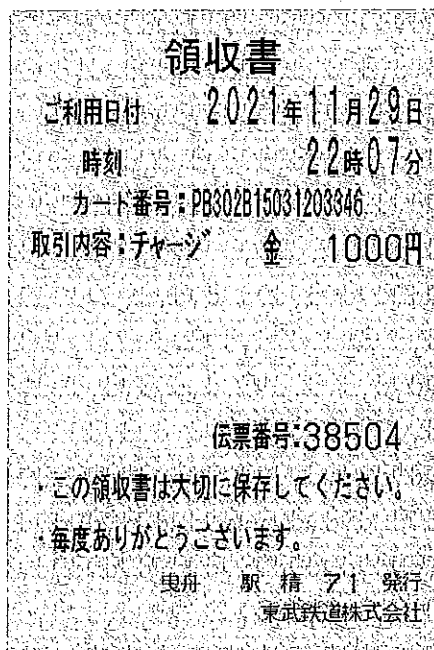 領収書
ご利用日付 2021年11月29日
時刻 22時07分
カード番号:PB302B15031203346
取引内容:チャージ 金 1000円
伝票番号:38504
・この領収書は大切に保存してください。
・毎度ありがとうございます。
曳舟 駅 精 71 発行
東武鉄道株式会社